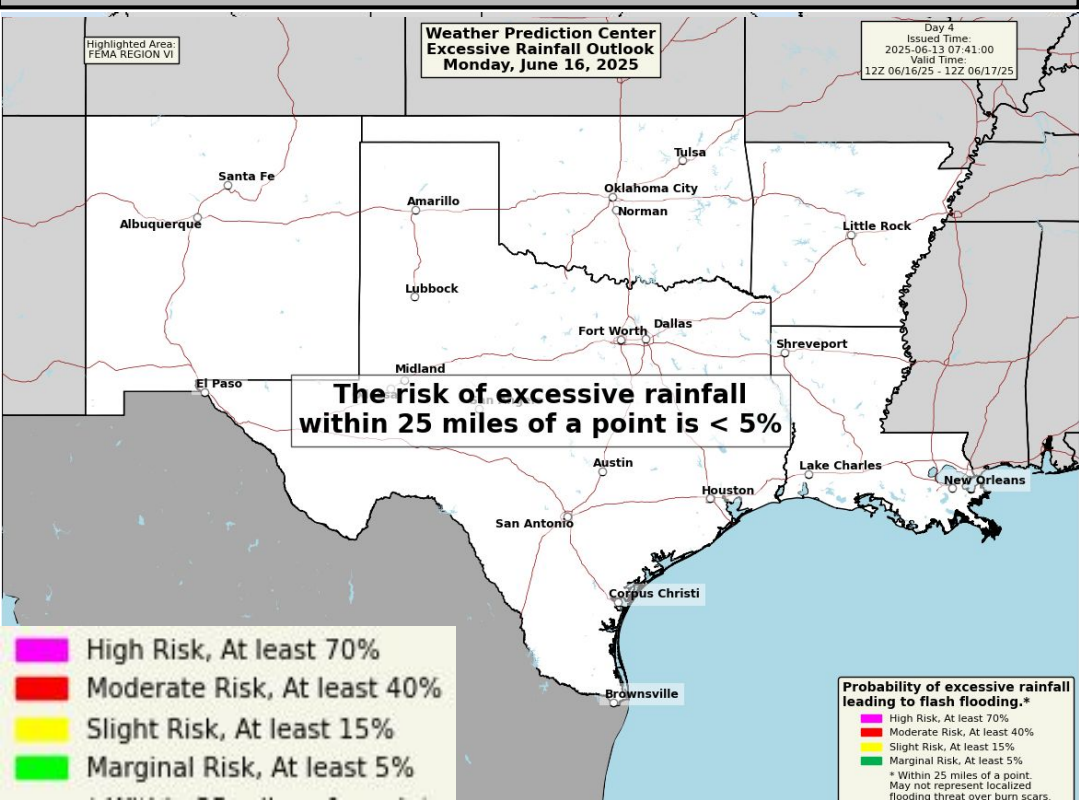 Highlighted Area:
FEMA REGION VI
Weather Prediction Center
Excessive Rainfall Outlook
Monday, June 16, 2025
Day 4
Issued Time:
2025-06-13 07:41:00
Valid Time:
12Z 06/16/25 - 12Z 06/17/25
Tulsa
Santa Fe
Oklahoma City
Amarillo
Norman
Albuquerque
Little Rock
Lubbock
Fort Worth
Dallas
Shreveport
Midland
El Paso
The risk of excessive rainfall
within 25 miles of a point is < 5%
Austin
Lake Charles
New Orleans
Houston
San Antonio
Corpus Christi
Brownsville
High Risk, At least 70%
Moderate Risk, At least 40%
Slight Risk, At least 15%
Marginal Risk, At least 5%
Probability of excessive rainfall
leading to flash flooding.*
High Risk, At least 70%
Moderate Risk, At least 40%
Slight Risk, At least 15%
Marginal Risk, At least 5%
* Within 25 miles of a point.
May not represent localized
flooding threat over burn scars.